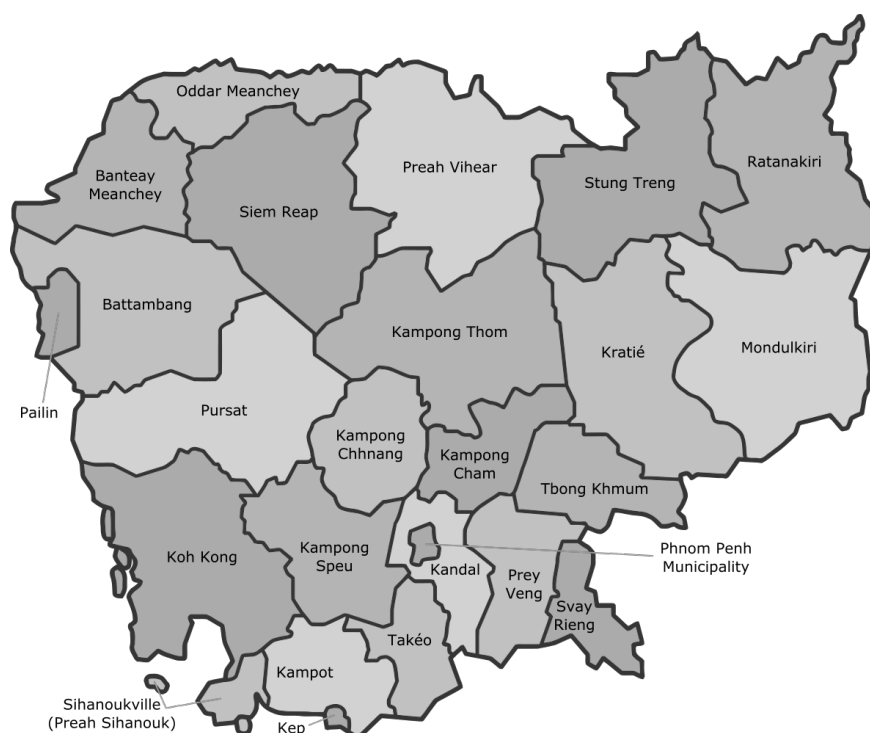 Oddar Meanchey
Preah Vihear
Ratanakiri
Banteay
Meanchey
Stung Treng
Siem Reap
Battambang
Kampong Thom
Kratié
Mondulkiri
Pailin
Pursat
Kampong
Chhnang
Kampong
Cham
Tbong Khmum
Koh Kong
Kampong
Speu
Kandal
Prey
Veng
Phnom Penh
Municipality
Svay
Rieng
Takéo
Kampot
Sihanoukville
(Preah Sihanouk)
Kep